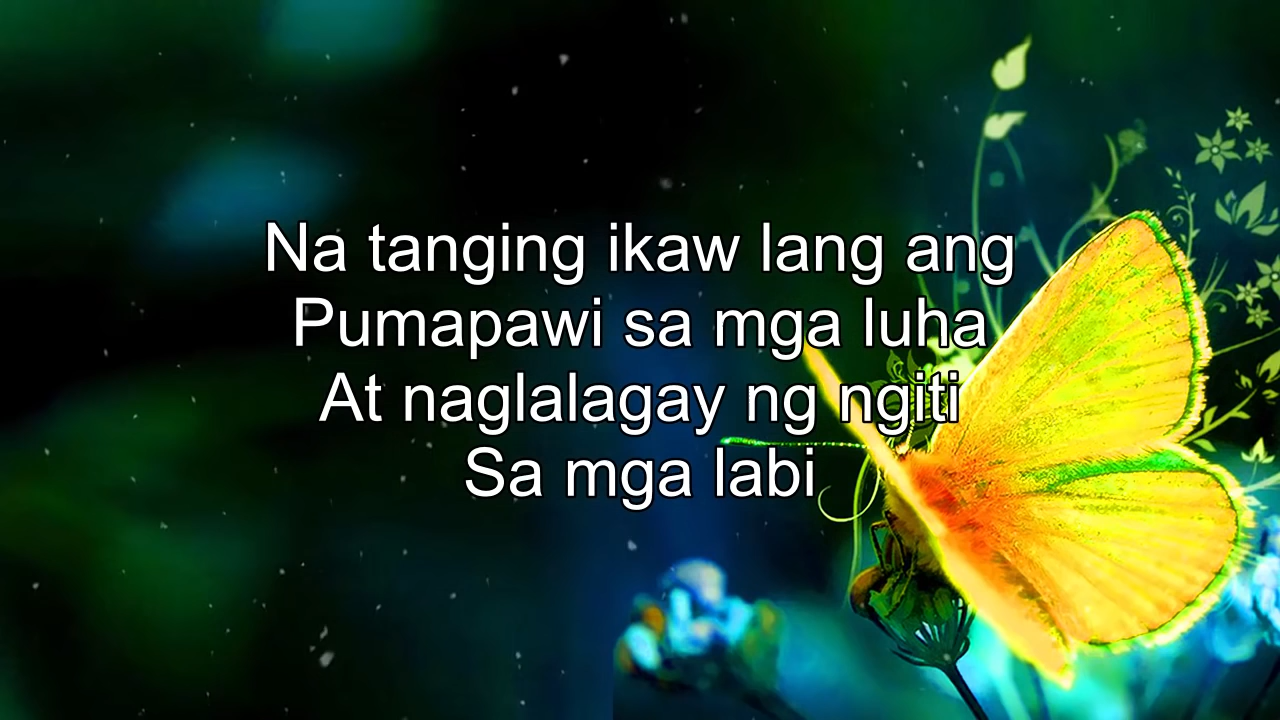 Na tanging ikaw lang ang
Pumapawi sa mga luha
At naglalagay ng ngiti
Sa mga labi